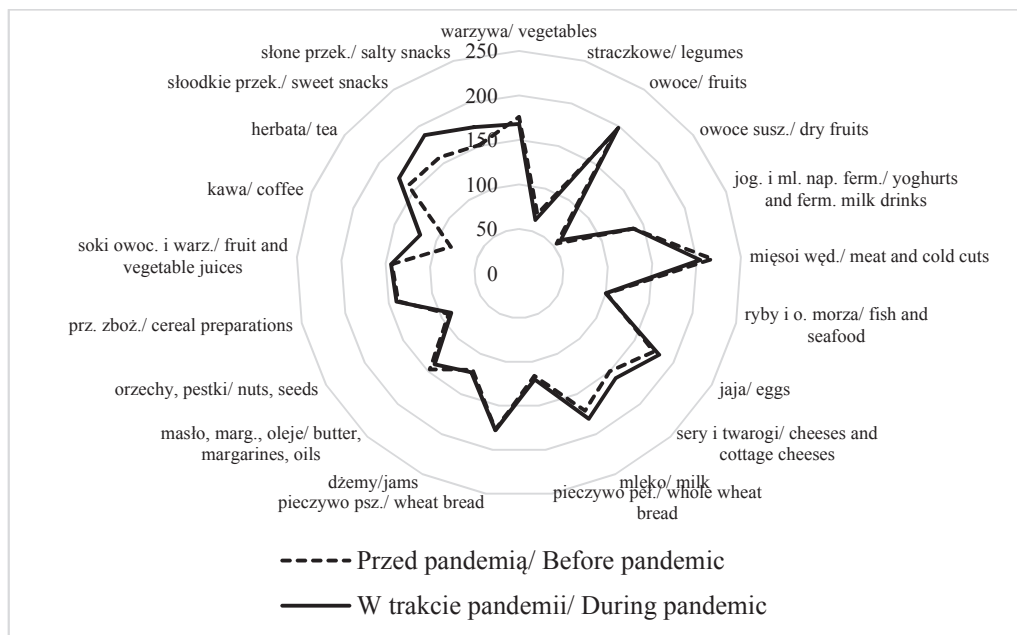 warzywa/ vegetables
straczkowe/ legumes
owoce/ fruits
owoce susz./ dry fruits
jog. i ml. nap. ferm./ yoghurts
and ferm. milk drinks
mięsoi węd./ meat and cold cuts
ryby i o. morza/ fish and
seafood
jaja/ eggs
sery i twarogi/ cheeses and
cottage cheeses
mleko/ milk
pieczywo peł./ whole wheat
bread
pieczywo psz./ wheat bread
dżemy/jams
masło, marg., oleje/ butter,
margarines, oils
orzechy, pestki/ nuts, seeds
prz. zboż./ cereal preparations
soki owoc. i warz./ fruit and
vegetable juices
kawa/ coffee
herbata/ tea
słoodkie przek./ sweet snacks
słone przek./ salty snacks
250
200
150
100
50
0
Przed pandemią/ Before pandemic
W trakcie pandemii/ During pandemic